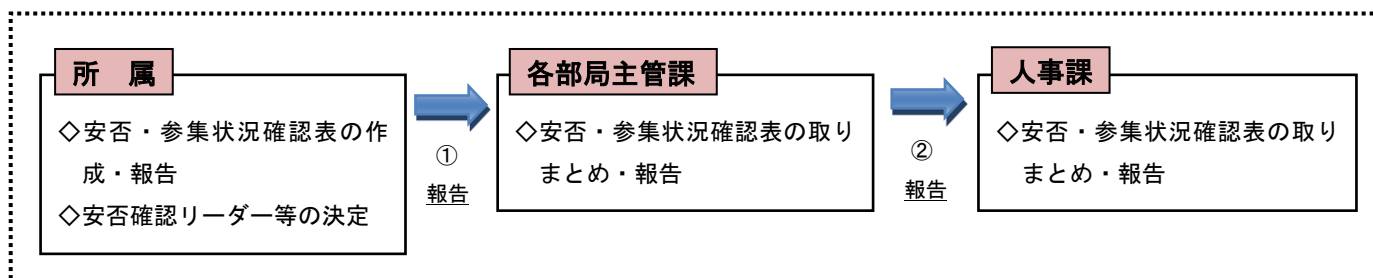 所　属
◇安否・参集状況確認表の作
成・報告
◇安否確認リーダー等の決定
①
報告
各部局主管課
◇安否・参集状況確認表の取り
まとめ・報告
②
報告
人事課
◇安否・参集状況確認表の取り
まとめ・報告